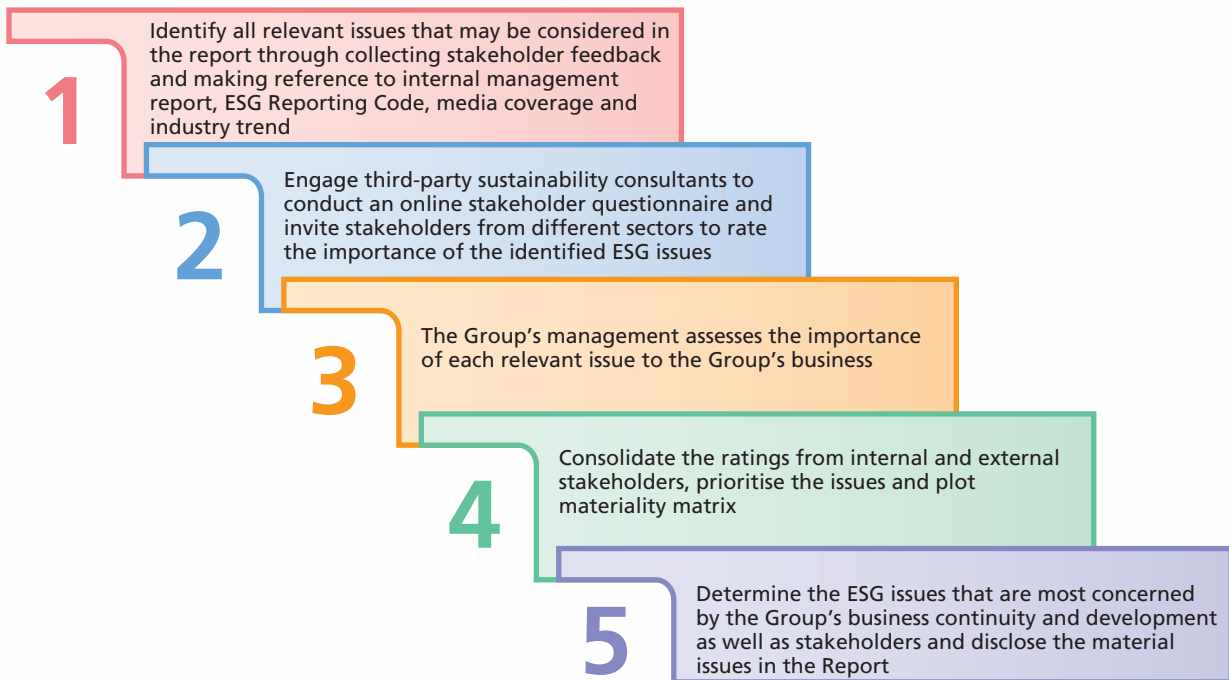 1
Identify all relevant issues that may be considered in
the report through collecting stakeholder feedback
and making reference to internal management
report, ESG Reporting Code, media coverage and
industry trend
2
Engage third-party sustainability consultants to
conduct an online stakeholder questionnaire and
invite stakeholders from different sectors to rate
the importance of the identified ESG issues
3
The Group’s management assesses the importance
of each relevant issue to the Group’s business
4
Consolidate the ratings from internal and external
stakeholders, prioritise the issues and plot
materiality matrix
5
Determine the ESG issues that are most concerned
by the Group’s business continuity and development
as well as stakeholders and disclose the material
issues in the Report